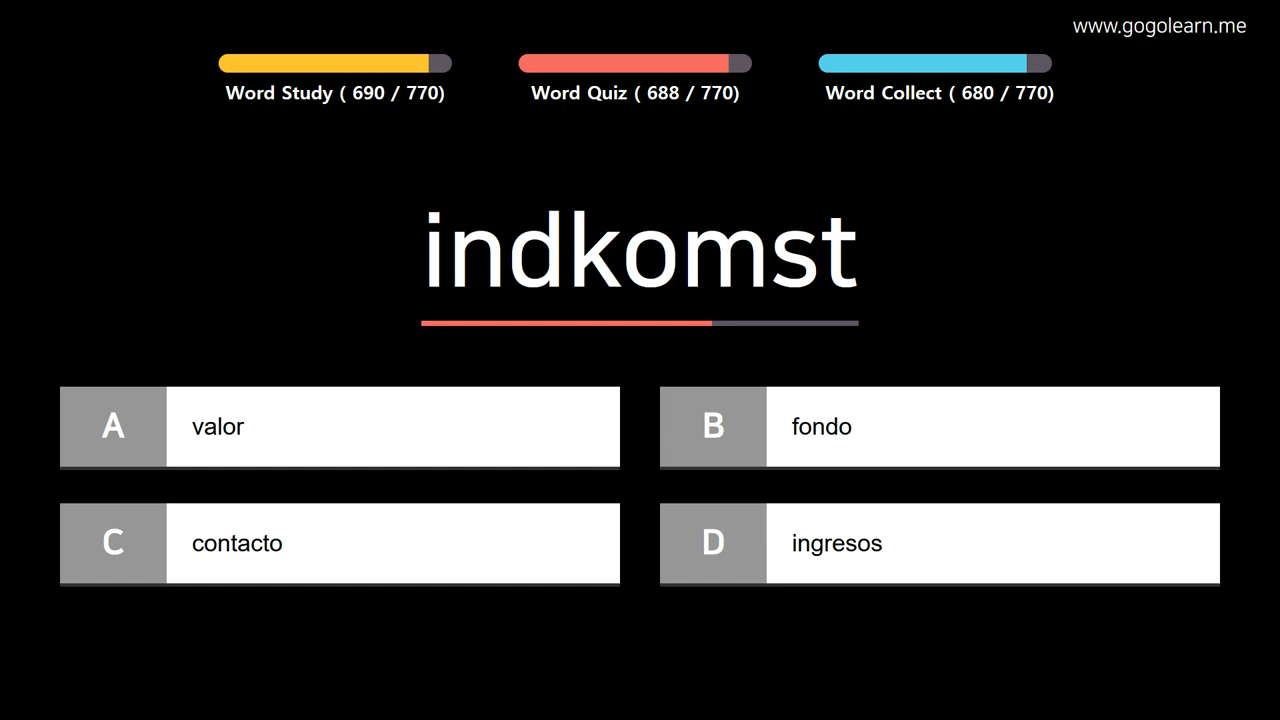 www.gogolearn.me
Word Study ( 690 / 770)
Word Quiz ( 688 / 770)
Word Collect ( 680 / 770)
indkomst
A valor
B fondo
C contacto
D ingresos